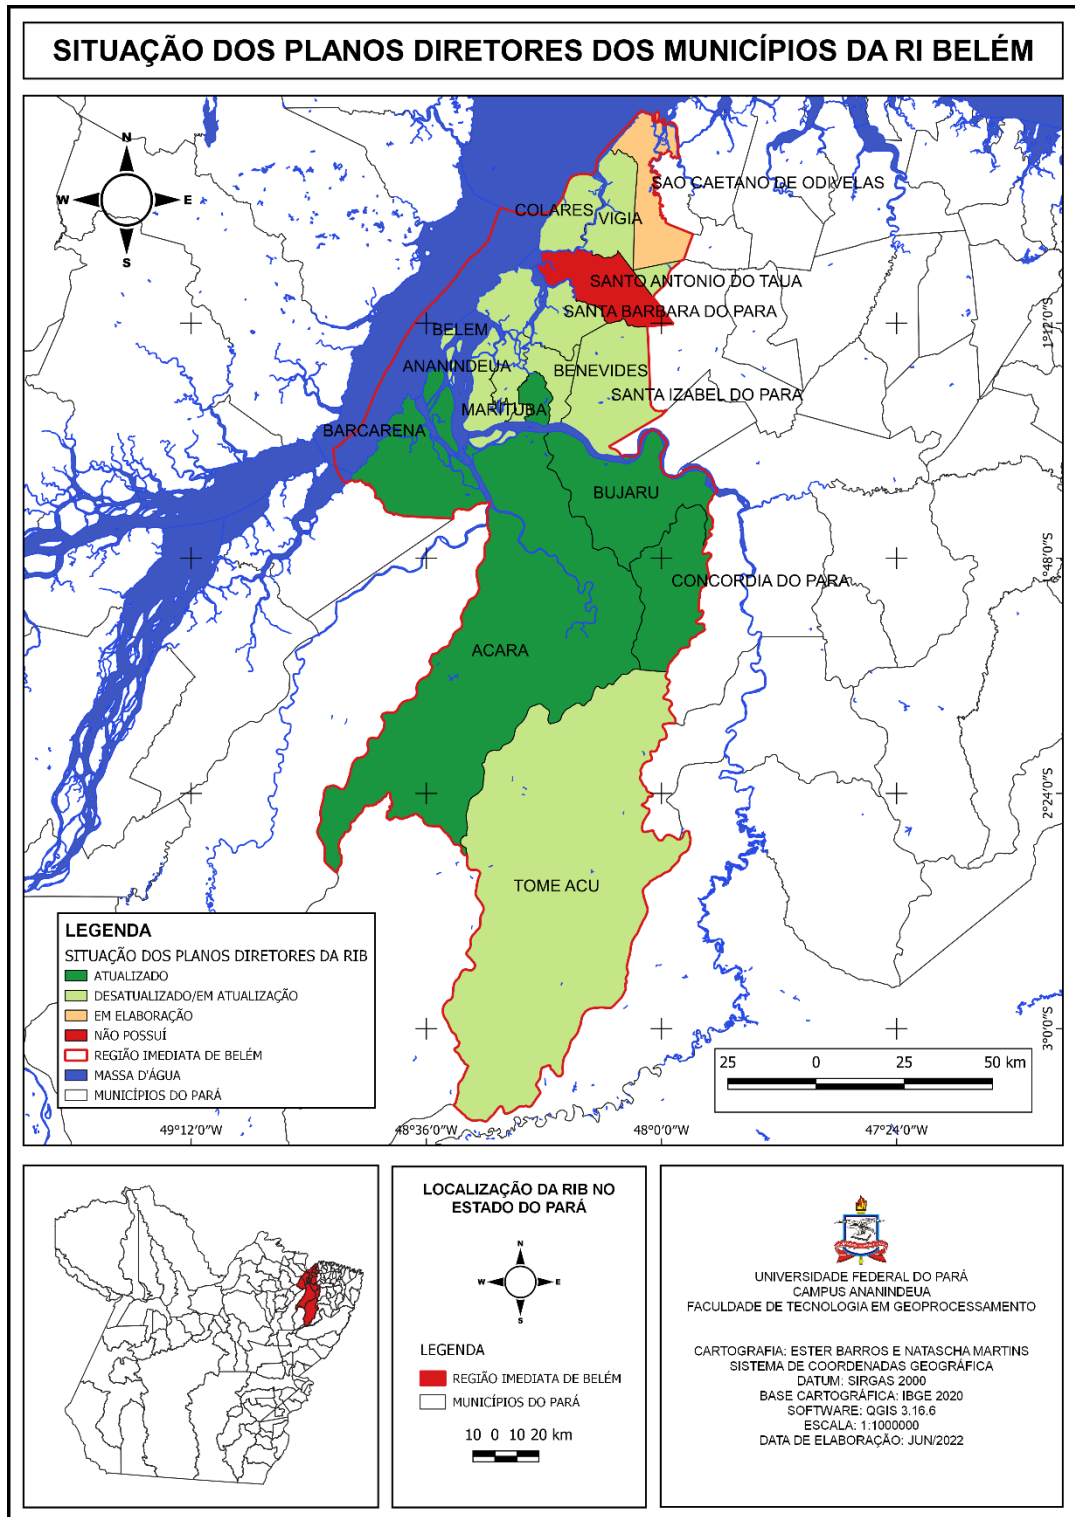 SITUAÇÃO DOS PLANOS DIRETORES DOS MUNICÍPIOS DA RI BELÉM
N
W
E
S
SAO CAETANO DE ODIVELAS
COLARES
VIGIA
SANTO ANTONIO DO TAUA
SANTA BARBARA DO PARA
BELEM
ANANINDEUA
BENEVIDES
SANTA IZABEL DO PARA
MARITUBA
BARCARENA
BUJARU
CONCORDIA DO PARA
ACARA
TOME ACU
1°12'0"S
1°48'0"S
2°24'0"S
3°0'0"S
LEGENDA
SITUAÇÃO DOS PLANOS DIRETORES DA RIB
ATUALIZADO
DESATUALIZADO/EM ATUALIZAÇÃO
EM ELABORAÇÃO
NÃO POSSUÍ
REGIÃO IMEDIATA DE BELÉM
MASSA D'ÁGUA
MUNICÍPIOS DO PARÁ
25 0 25 50 km
49°12'0"W
48°36'0"W
48°0'0"W
47°24'0"W
LOCALIZAÇÃO DA RIB NO
ESTADO DO PARÁ
N
W
E
S
LEGENDA
REGIÃO IMEDIATA DE BELÉM
MUNICÍPIOS DO PARÁ
10 0 10 20 km
UNIVERSIDADE FEDERAL DO PARÁ
CAMPUS ANANINDEUA
FACULDADE DE TECNOLOGIA EM GEOPROCESSAMENTO
CARTOGRAFIA: ESTER BARROS E NATASCHA MARTINS
SISTEMA DE COORDENADAS GEOGRÁFICA
DATUM: SIRGAS 2000
BASE CARTOGRÁFICA: IBGE 2020
SOFTWARE: QGIS 3.16.6
ESCALA: 1:1000000
DATA DE ELABORAÇÃO: JUN/2022